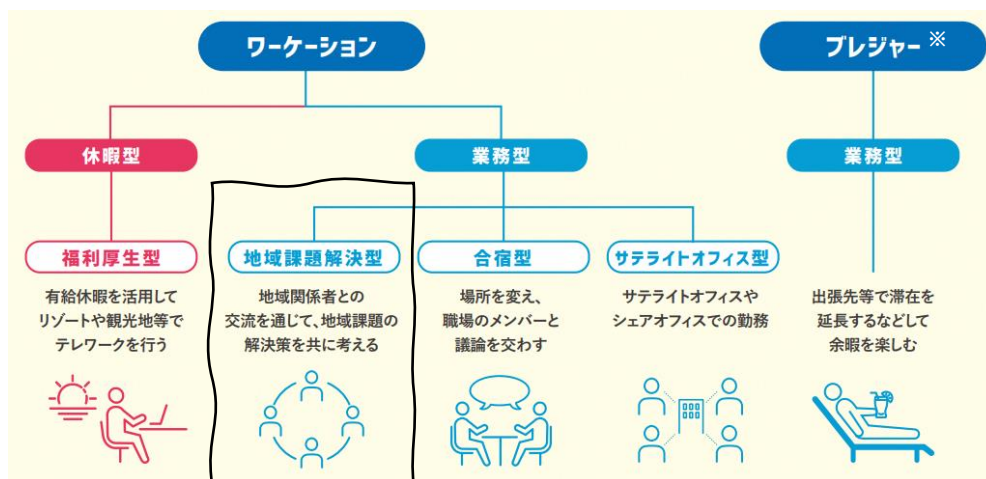 ワーケーション
ブレジャー ※
休暇型
業務型
業務型
福利厚生型
有給休暇を活用して
リゾートや観光地等で
テレワークを行う
地域課題解決型
地域関係者との
交流を通じて、地域課題の
解決策を共に考える
合宿型
場所を変え、
職場のメンバーと
議論を交わす
サテライトオフィス型
サテライトオフィスや
シェアオフィスでの勤務
出張先等で滞在を
延長するなどして
余暇を楽しむ